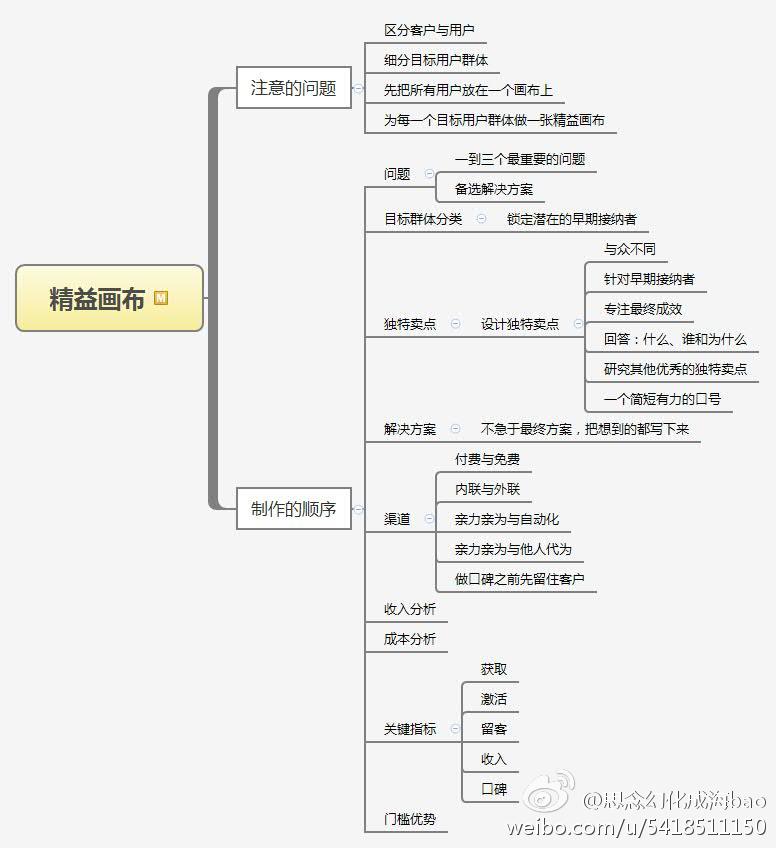 精益画布
M
注意的问题
区分客户与用户
细分目标用户群体
先把所有用户放在一个画布上
为每一个目标用户群体做一张精益画布
制作的顺序
问题
一到三个最重要的问题
备选解决方案
目标群体分类
锁定潜在的早期接纳者
独特卖点
设计独特卖点
与众不同
针对早期接纳者
专注最终成效
回答：什么、谁和为什么
研究其他优秀的独特卖点
一个简短有力的口号
解决方案
不急于最终方案，把想到的都写下来
渠道
付费与免费
内联与外联
亲力亲为与自动化
亲力亲为与他人代为
做口碑之前先留住客户
收入分析
成本分析
关键指标
获取
激活
留客
收入
口碑
门槛优势
@思念幻化成海bao
weibo.com/u/5418511150